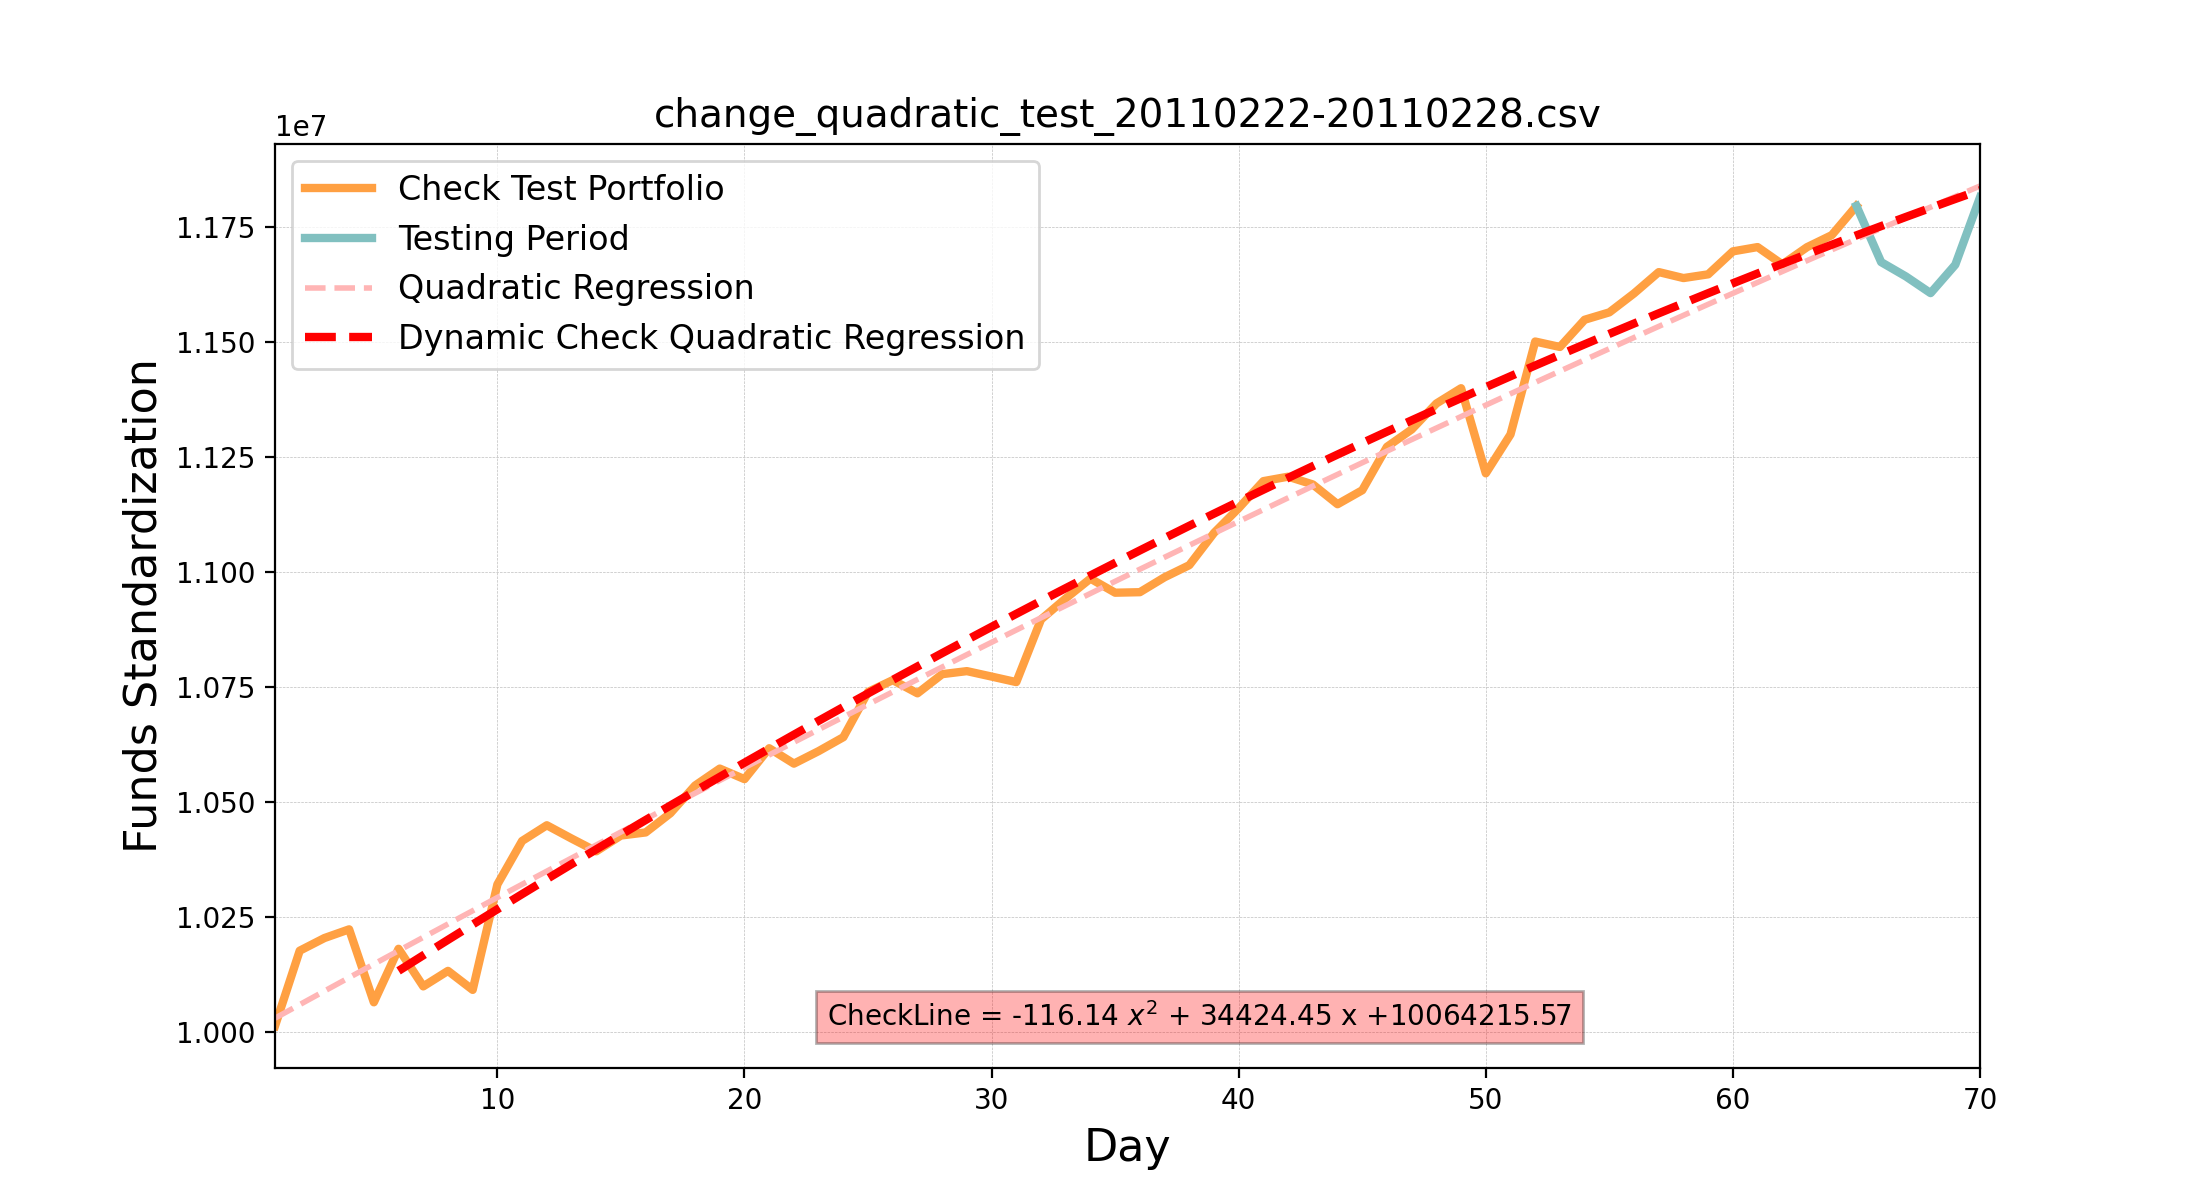 change_quadratic_test_20110222-20110228.csv
1e7
Check Test Portfolio
Testing Period
Quadratic Regression
Dynamic Check Quadratic Regression
Funds Standardization
1.175
1.150
1.125
1.100
1.075
1.050
1.025
1.000
CheckLine = -116.14 x² + 34424.45 x +10064215.57
10 20 30 40 50 60 70
Day